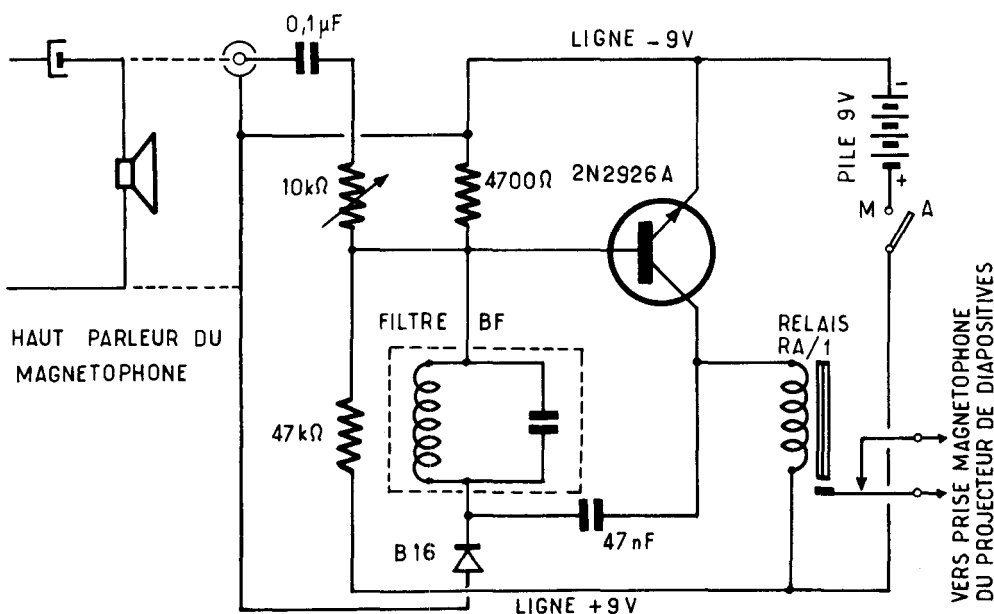 0,1µF
LIGNE – 9V
PILE 9V
-
+
10kΩ
4700Ω
2N2926A
M
A
HAUT PARLEUR DU
MAGNETOPHONE
FILTRE BF
RELAIS
RA/1
47kΩ
47nF
B16
LIGNE +9V
VERS PRISE MAGNETOPHONE
DU PROJECTEUR DE DIAPOSITIVES